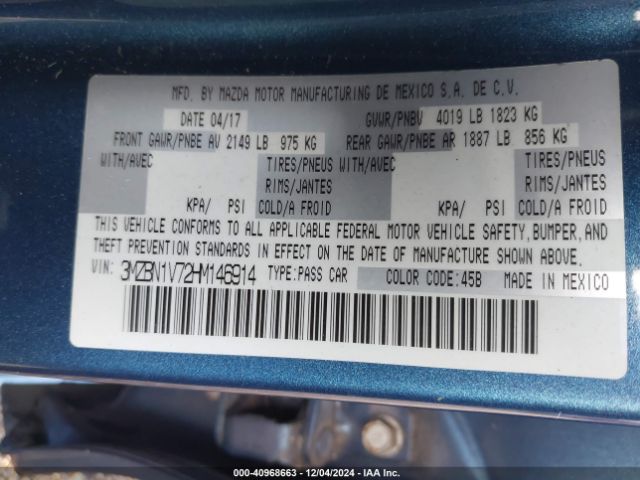 MFD. BY MAZDA MOTOR MANUFACTURING DE MEXICO S.A. DE C.V.
DATE 04/17 GVWR/PNBV 4019 LB 1823 KG
FRONT GAWR/PNBE AV 2149 LB 975 KG REAR GAWR/PNBE AR 1887 LB 856 KG
WITH/AVEC TIRES/PNEUS WITH/AVEC TIRES/PNEUS
RIMS/JANTES RIMS/JANTES
KPA/ PSI COLD/A FROID KPA/ PSI COLD/A FROID
THIS VEHICLE CONFORMS TO ALL APPLICABLE FEDERAL MOTOR VEHICLE SAFETY, BUMPER, AND
THEFT PREVENTION STANDARDS IN EFFECT ON THE DATE OF MANUFACTURE SHOWN ABOVE.
VIN: 3MZBN1V72HM146914 TYPE:PASS CAR COLOR CODE:45B MADE IN MEXICO
000-40968663 - 12/04/2024 - IAA Inc.